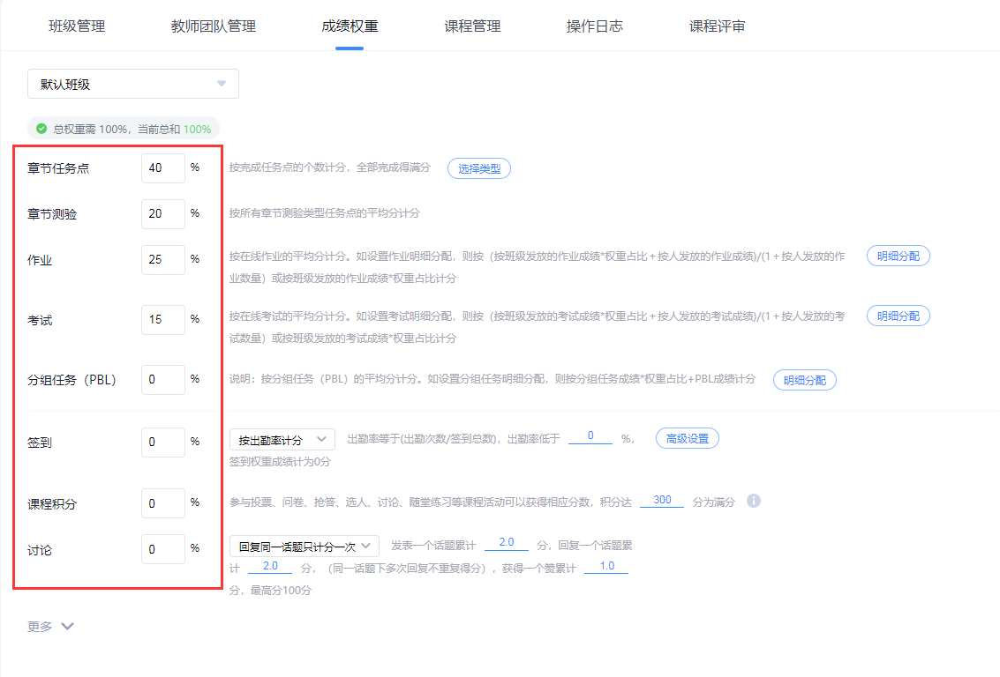 班级管理 教师团队管理 成绩权重 课程管理 操作日志 课程评审
默认班级
总权重需 100%，当前总和 100%
章节任务点 40 % 按完成任务点的个数计分，全部完成得满分 选择类型
章节测验 20 % 按所有章节测验类型任务点的平均分计分
作业 25 % 按在线作业的平均分计分。如设置作业明细分配，则按（按班级发放的作业成绩*权重占比＋按人发放的作业成绩)/(1＋按人发放的作 明细分配
业数量）或按班级发放的作业成绩*权重占比计分
考试 15 % 按在线考试的平均分计分。如设置考试明细分配，则按（按班级发放的考试成绩*权重占比＋按人发放的考试成绩)/(1＋按人发放的考 明细分配
试数量）或按班级发放的考试成绩*权重占比计分
分组任务（PBL） 0 % 说明：按分组任务（PBL）的平均分计分。如设置分组任务明细分配，则按分组任务成绩*权重占比+PBL成绩计分 明细分配
签到 0 % 按出勤率计分 出勤率等于(出勤次数/签到总数)，出勤率低于 0 %， 高级设置
签到权重成绩计为0分
课程积分 0 % 参与投票、问卷、抢答、选人、讨论、随堂练习等课程活动可以获得相应分数，积分达 300 分为满分
讨论 0 % 回复同一话题只计分一次 发表一个话题累计 2.0 分，回复一个话题累
计 2.0 分，（同一话题下多次回复不重复得分），获得一个赞累计 1.0
分，最高分100分
更多